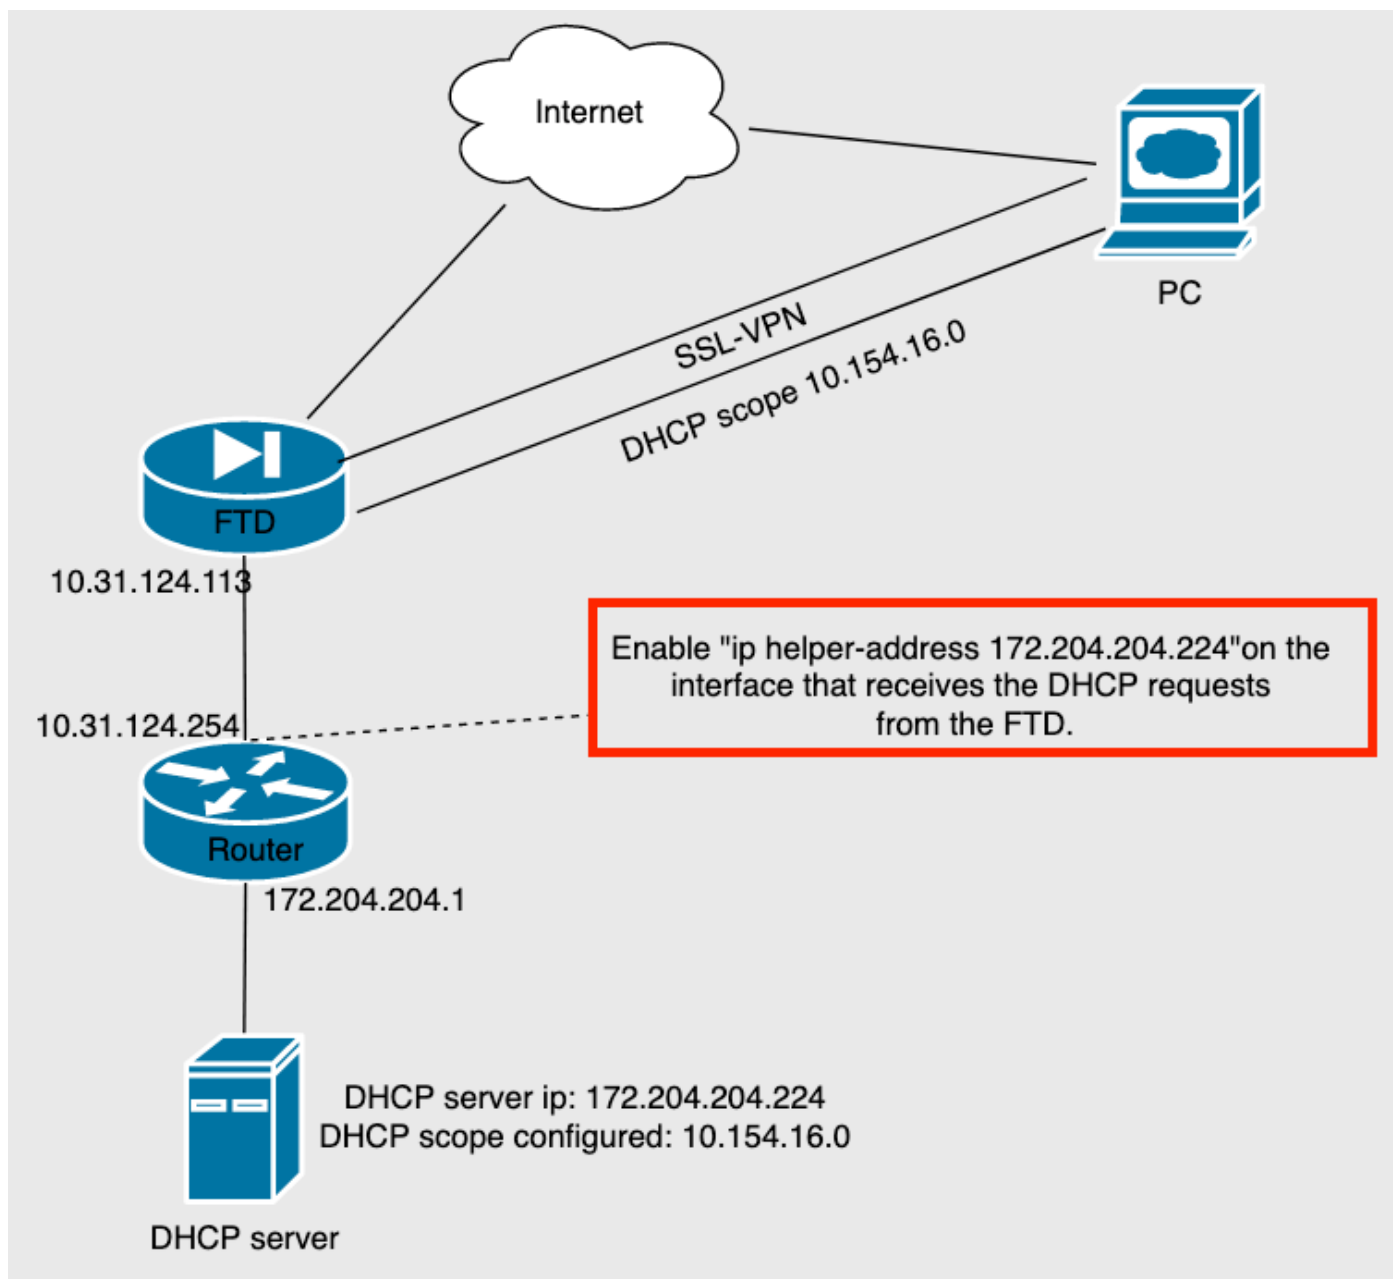 Internet
PC
SSL-VPN
DHCP scope 10.154.16.0
FTD
10.31.124.113
Enable "ip helper-address 172.204.204.224"on the
interface that receives the DHCP requests
from the FTD.
10.31.124.254
Router
172.204.204.1
DHCP server ip: 172.204.204.224
DHCP scope configured: 10.154.16.0
DHCP server